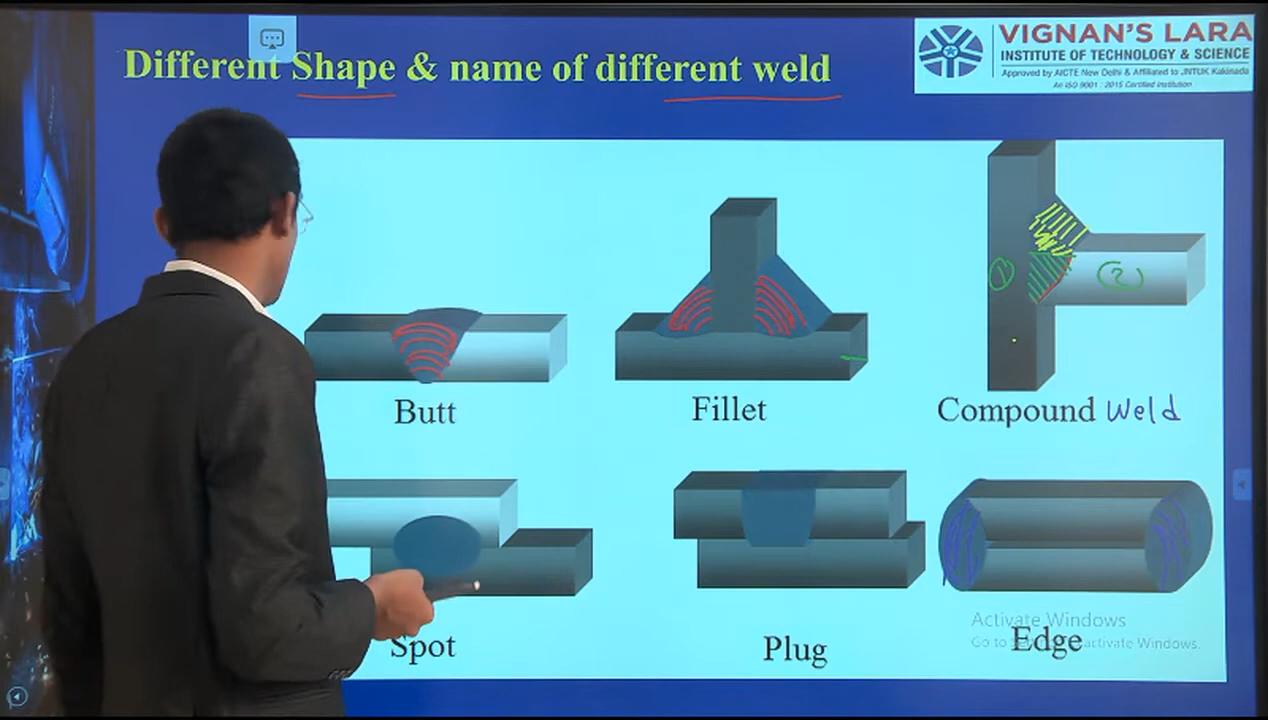 Different Shape & name of different weld
VIGNAN'S LARA
INSTITUTE OF TECHNOLOGY & SCIENCE
Approved by AICTE New Delhi & Affiliated to JNTUK Kakinada
An ISO 9001 : 2015 Certified Institution
1
2
Butt
Fillet
Compound Weld
Spot
Plug
Edge
Activate Windows
Go to activate Windows.